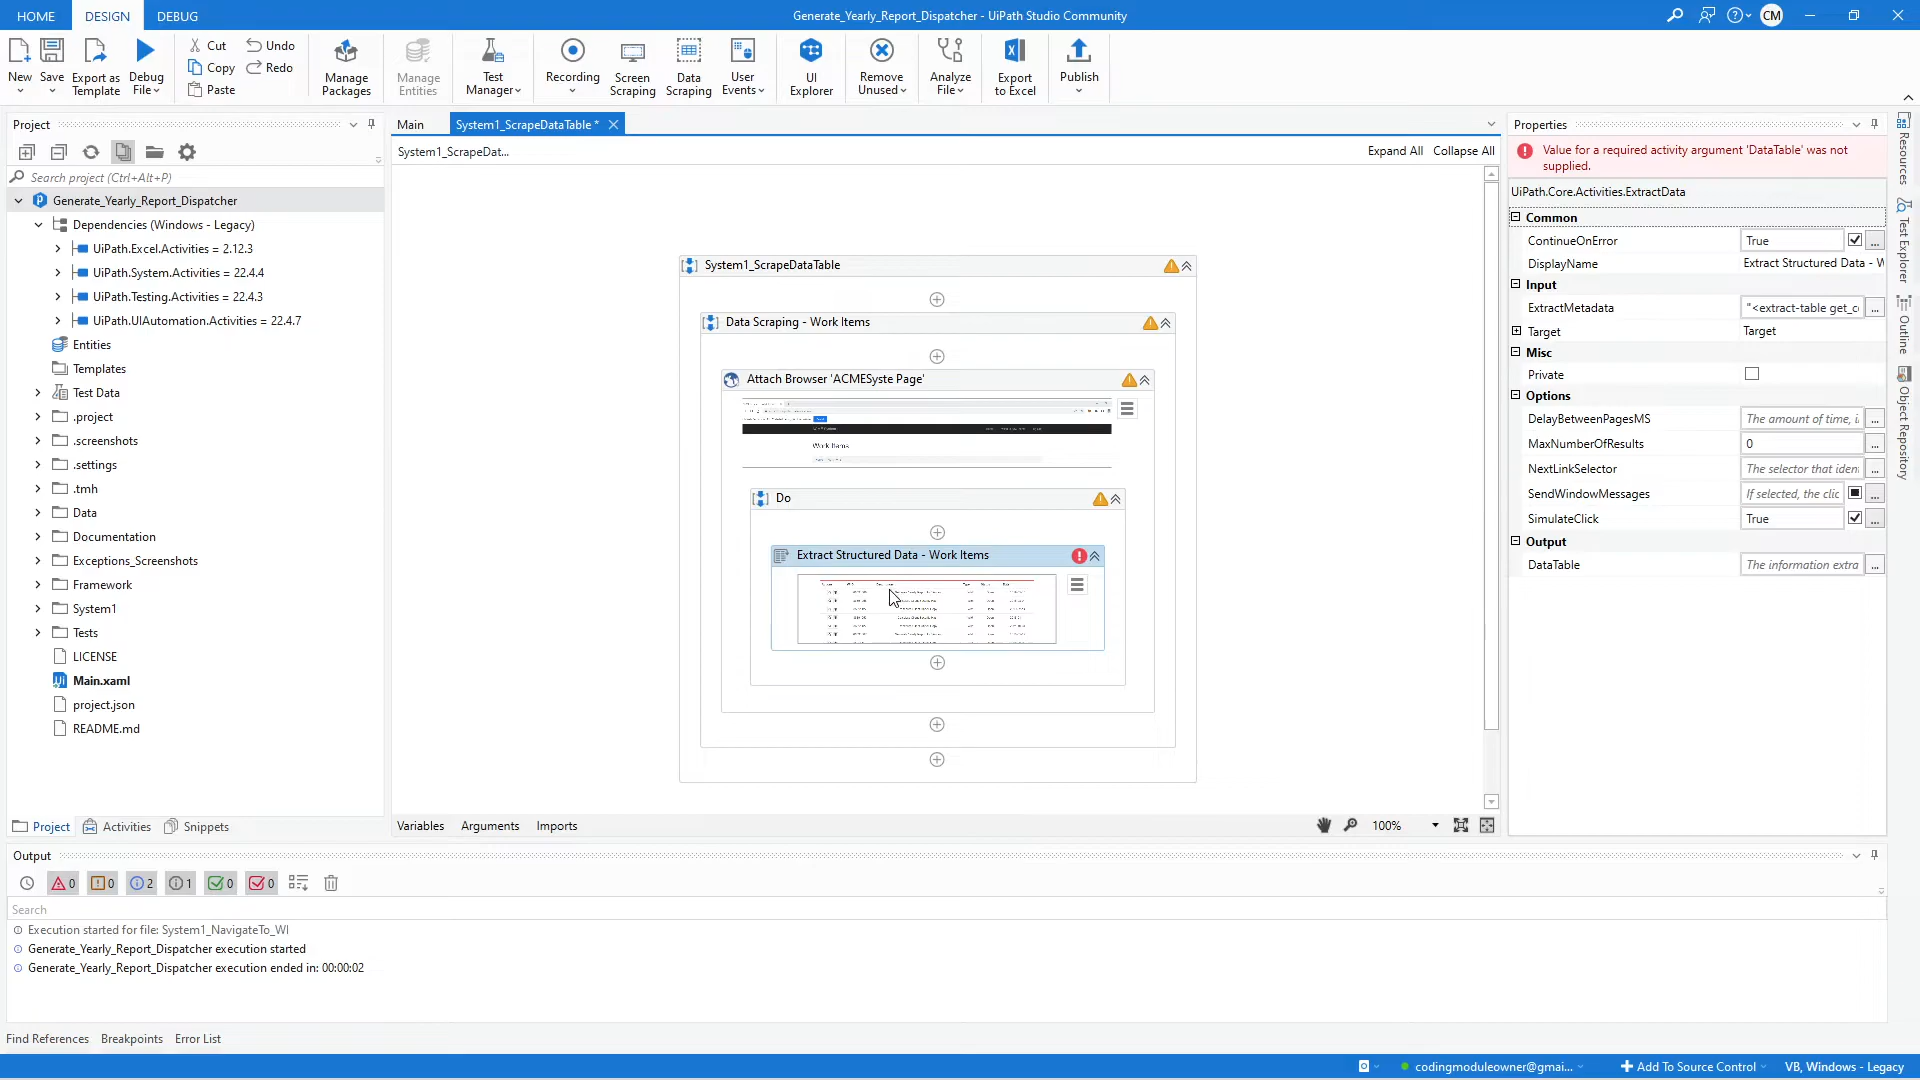 HOME
DESIGN
DEBUG
Generate_Yearly_Report_Dispatcher - UiPath Studio Community
CM
New
Save
Export as Template
Debug File
Cut
Copy
Paste
Undo
Redo
Manage Packages
Manage Entities
Test Manager
Recording
Screen Scraping
Data Scraping
User Events
UI Explorer
Remove Unused
Analyze File
Export to Excel
Publish
Project
Search project (Ctrl+Alt+P)
Generate_Yearly_Report_Dispatcher
Dependencies (Windows - Legacy)
UiPath.Excel.Activities = 2.12.3
UiPath.System.Activities = 22.4.4
UiPath.Testing.Activities = 22.4.3
UiPath.UIAutomation.Activities = 22.4.7
Entities
Templates
Test Data
.project
.screenshots
.settings
.tmh
Data
Documentation
Exceptions_Screenshots
Framework
System1
Tests
LICENSE
Main.xaml
project.json
README.md
Project
Activities
Snippets
Main
System1_ScrapeDataTable *
System1_ScrapeDat...
Expand All
Collapse All
System1_ScrapeDataTable
Data Scraping - Work Items
Attach Browser 'ACMESyste Page'
Work Items
Do
Extract Structured Data - Work Items
Variables
Arguments
Imports
100%
Properties
Value for a required activity argument 'DataTable' was not
supplied.
UiPath.Core.Activities.ExtractData
Common
ContinueOnError
True
...
DisplayName
Extract Structured Data - W
Input
ExtractMetadata
"<extract-table get_c
...
Target
Target
Misc
Private
Options
DelayBetweenPagesMS
The amount of time, i
...
MaxNumberOfResults
0
...
NextLinkSelector
The selector that iden
...
SendWindowMessages
If selected, the clic
...
SimulateClick
True
...
Output
DataTable
The information extra
...
Resources
Test Explorer
Outline
Object Repository
Output
0
0
2
1
0
0
Search
Execution started for file: System1_NavigateTo_WI
Generate_Yearly_Report_Dispatcher execution started
Generate_Yearly_Report_Dispatcher execution ended in: 00:00:02
Find References
Breakpoints
Error List
codingmoduleowner@gmai...
Add To Source Control
VB, Windows - Legacy